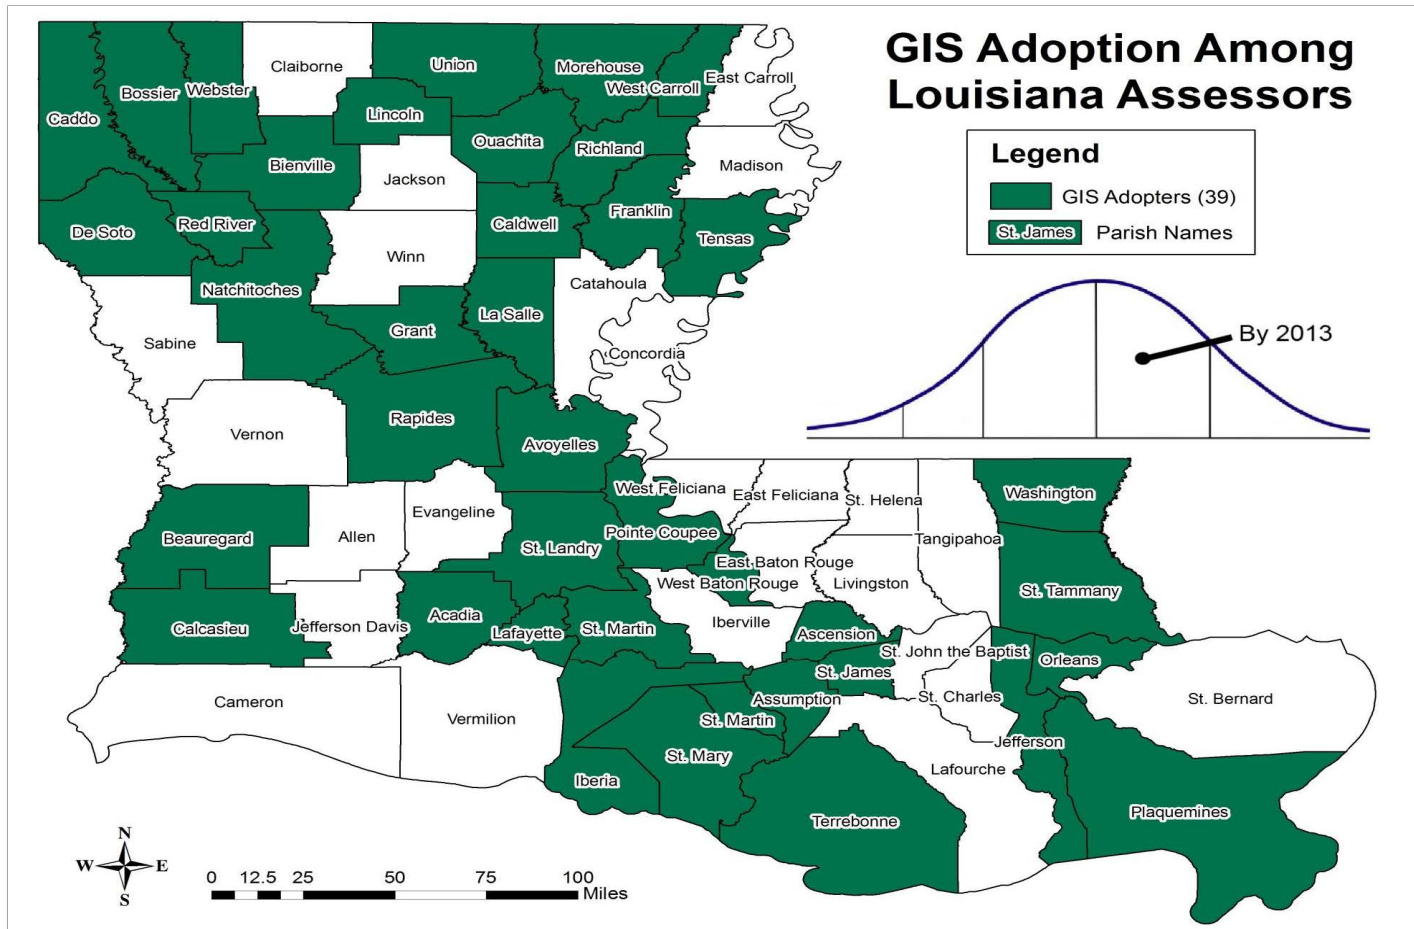 GIS Adoption Among
Louisiana Assessors
Legend
GIS Adopters (39)
St. James Parish Names
By 2013
Claiborne
Union
Morehouse
East Carroll
Bossier
Webster
West Carroll
Caddo
Lincoln
Ouachita
Richland
Bienville
Madison
Jackson
Franklin
Red River
Caldwell
De Soto
Tensas
Winn
Catahoula
Natchitoches
La Salle
Grant
Sabine
Concordia
Rapides
Vernon
Avoyelles
West Feliciana
East Feliciana
St. Helena
Washington
Evangeline
Pointe Coupee
Allen
Beauregard
Tangipahoa
St. Landry
East Baton Rouge
West Baton Rouge
Livingston
St. Tammany
Acadia
Iberville
Jefferson Davis
Calcasieu
Lafayette
St. Martin
Ascension
St. John the Baptist
Orleans
St. James
St. Charles
St. Bernard
Cameron
Assumption
Vermilion
St. Martin
Jefferson
St. Mary
Lafourche
Iberia
Plaquemines
Terrebonne
N
W E
S
0 12.5 25 50 75 100
Miles